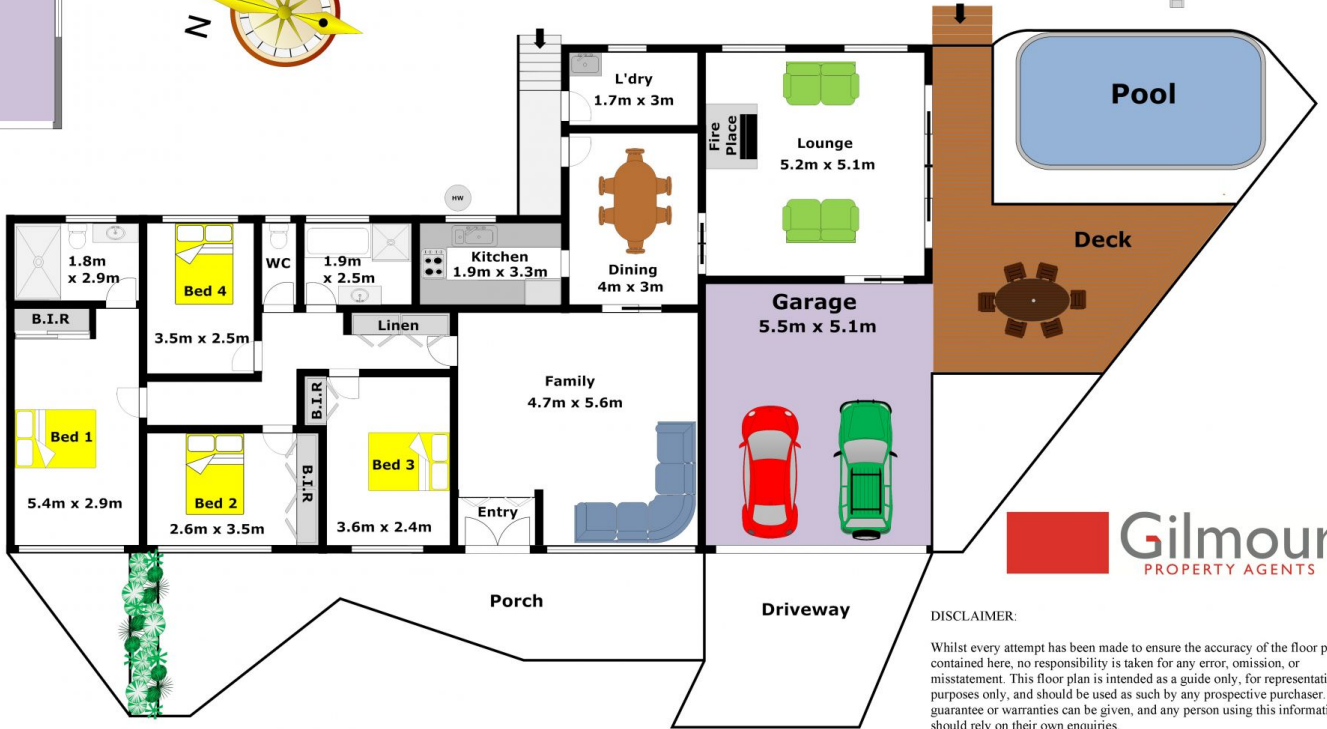 N
L'dry
1.7m x 3m
Fire
Place
Lounge
5.2m x 5.1m
Pool
HW
1.8m
x 2.9m
Bed 4
3.5m x 2.5m
WC
1.9m
x 2.5m
Kitchen
1.9m x 3.3m
Dining
4m x 3m
Deck
Garage
5.5m x 5.1m
B.I.R
Linen
B.I.R
Family
4.7m x 5.6m
Bed 1
5.4m x 2.9m
Bed 2
2.6m x 3.5m
B.I.R
Bed 3
3.6m x 2.4m
Entry
Porch
Driveway
Gilmour
PROPERTY AGENTS
DISCLAIMER:
Whilst every attempt has been made to ensure the accuracy of the floor p
contained here, no responsibility is taken for any error, omission, or
misstatement. This floor plan is intended as a guide only, for representati
purposes only, and should be used as such by any prospective purchaser.
guarantee or warranties can be given, and any person using this informati
should rely on their own enquiries